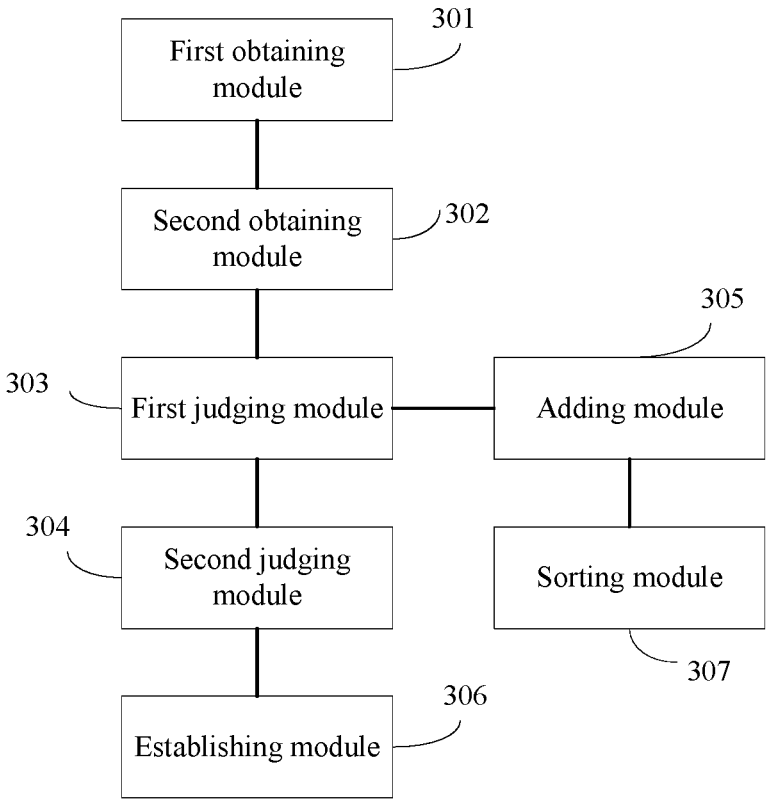 301
First obtaining
module
302
Second obtaining
module
305
303
First judging module
Adding module
304
Second judging
module
Sorting module
307
306
Establishing module